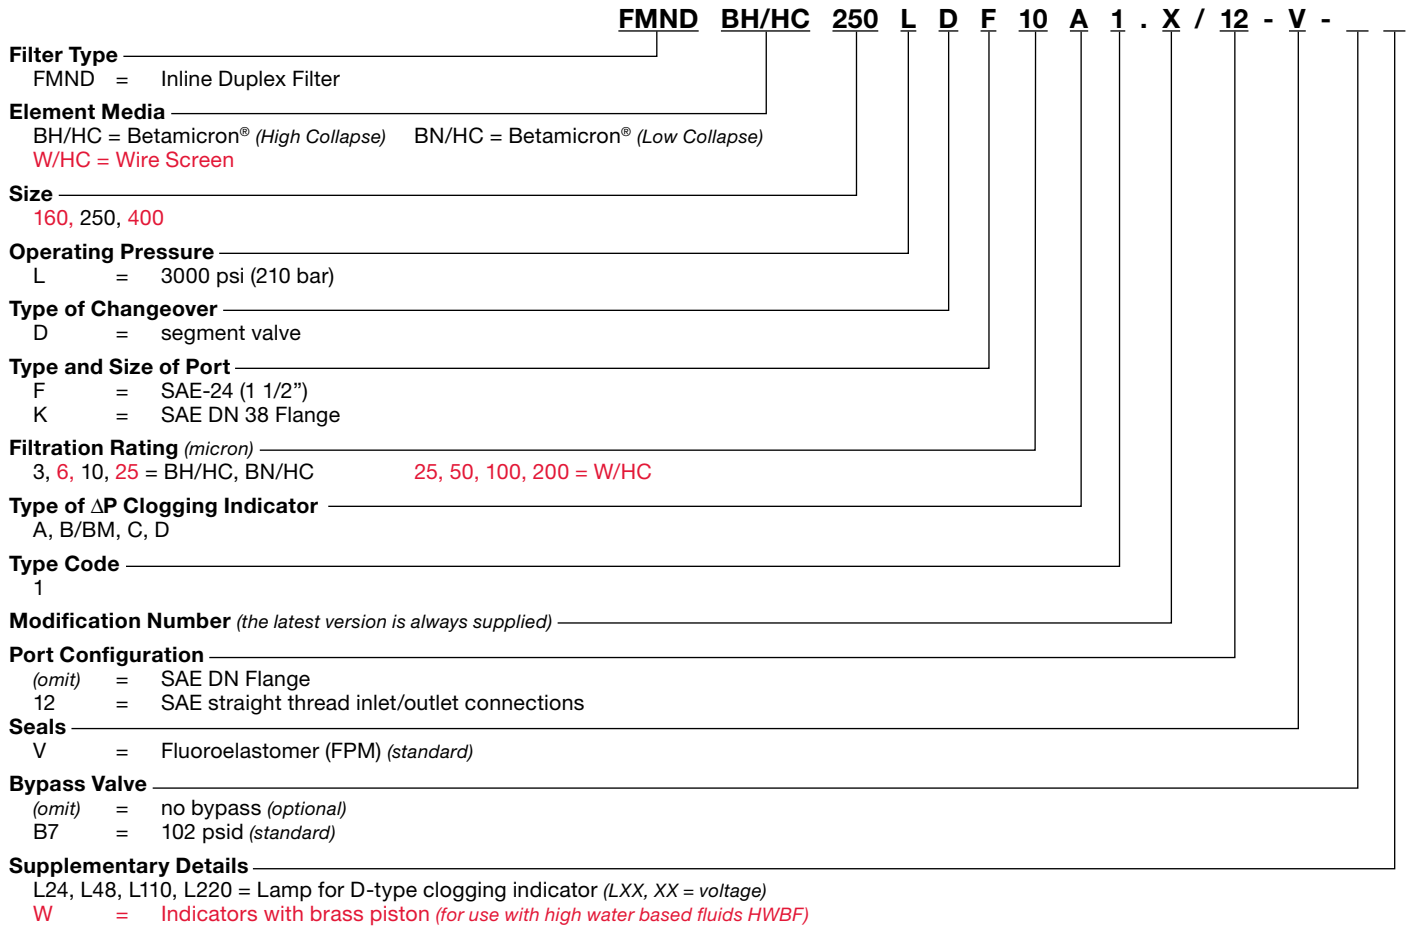 FMND BH/HC 250 L D F 10 A 1 . X / 12 - V -
Filter Type
FMND = Inline Duplex Filter
Element Media
BH/HC = Betamicron® (High Collapse) BN/HC = Betamicron® (Low Collapse)
W/HC = Wire Screen
Size
160, 250, 400
Operating Pressure
L = 3000 psi (210 bar)
Type of Changeover
D = segment valve
Type and Size of Port
F = SAE-24 (1 1/2”)
K = SAE DN 38 Flange
Filtration Rating (micron)
3, 6, 10, 25 = BH/HC, BN/HC 25, 50, 100, 200 = W/HC
Type of ∆P Clogging Indicator
A, B/BM, C, D
Type Code
1
Modification Number (the latest version is always supplied)
Port Configuration
(omit) = SAE DN Flange
12 = SAE straight thread inlet/outlet connections
Seals
V = Fluoroelastomer (FPM) (standard)
Bypass Valve
(omit) = no bypass (optional)
B7 = 102 psid (standard)
Supplementary Details
L24, L48, L110, L220 = Lamp for D-type clogging indicator (LXX, XX = voltage)
W = Indicators with brass piston (for use with high water based fluids HWBF)